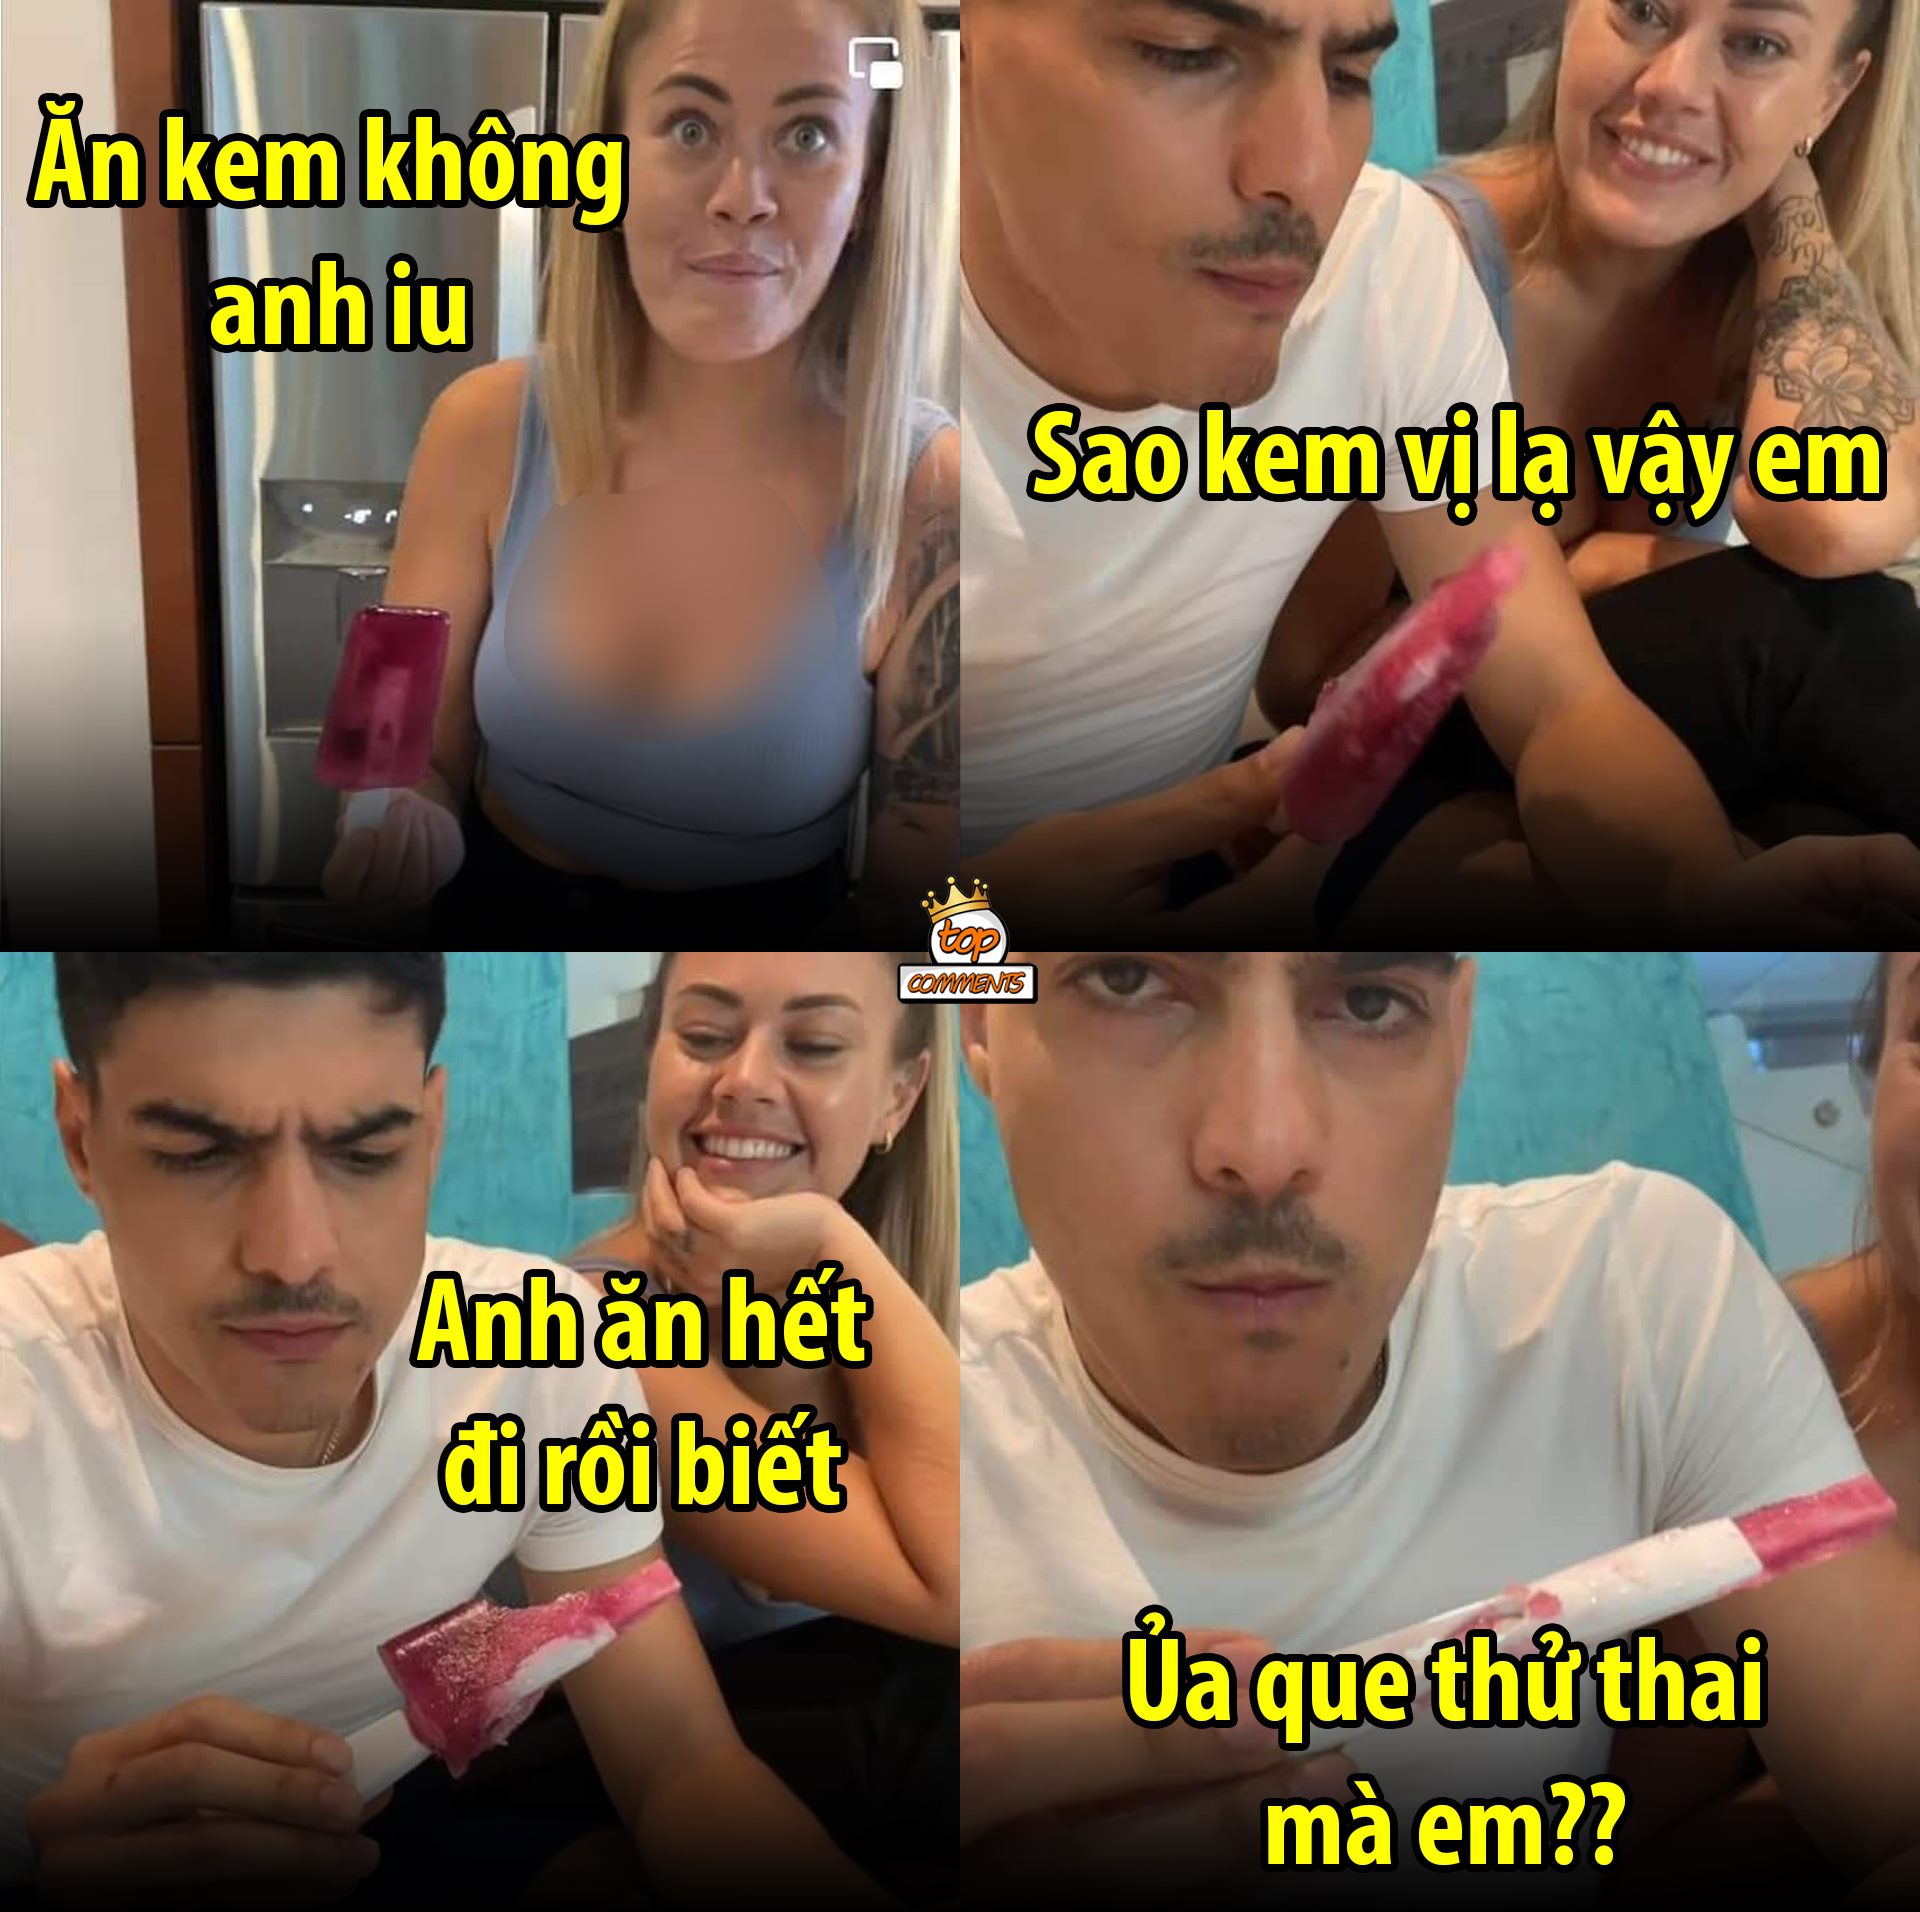 Ăn kem không
anh iu
Sao kem vị lạ vậy em
top
COMMENTS
Anh ăn hết
đi rồi biết
Ủa que thử thai
mà em??